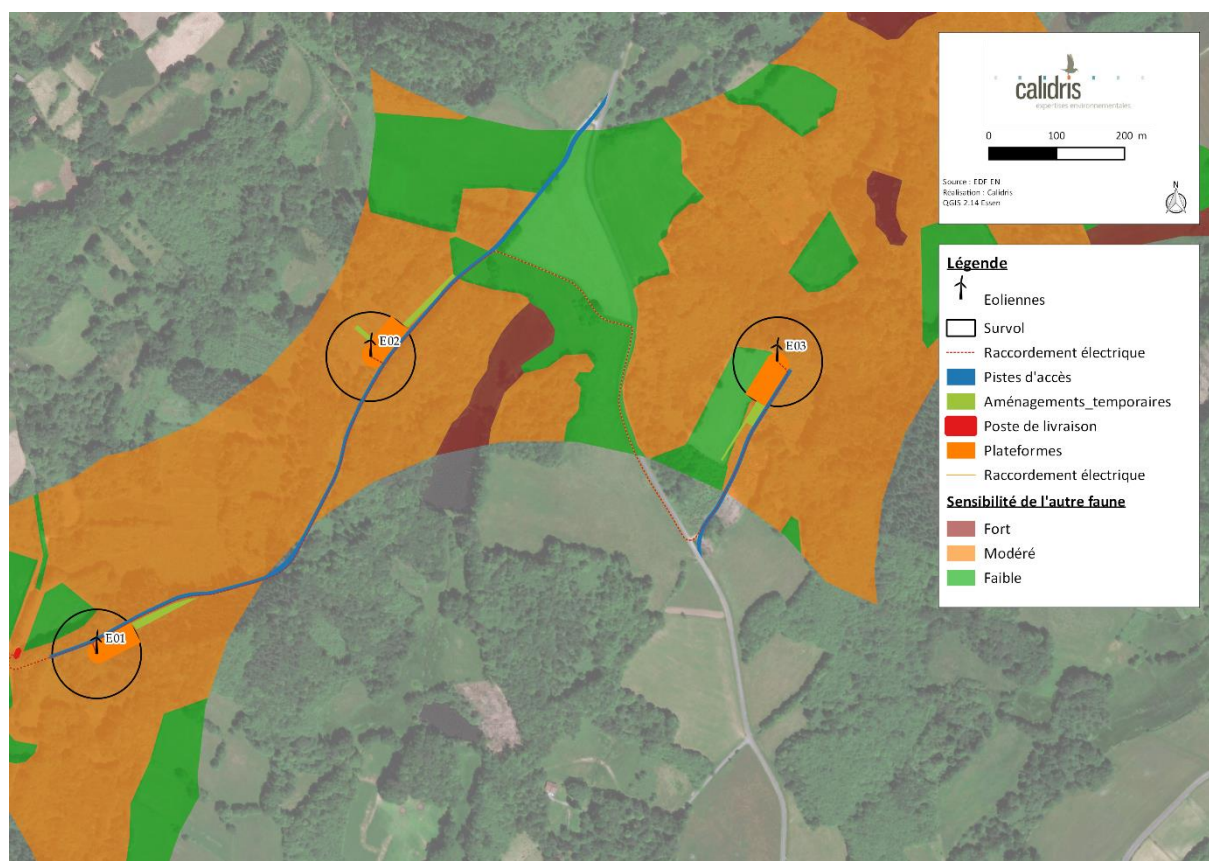 calidris
expertises environnementales
0 100 200 m
Source : EDF EN
Realisation : Calidris
QGIS 2.14 Essen
N
Légende
Eoliennes
Survol
Raccordement électrique
Pistes d'accès
Aménagements_temporaires
Poste de livraison
Plateformes
Raccordement électrique
Sensibilité de l'autre faune
Fort
Modéré
Faible
E02
E03
E01